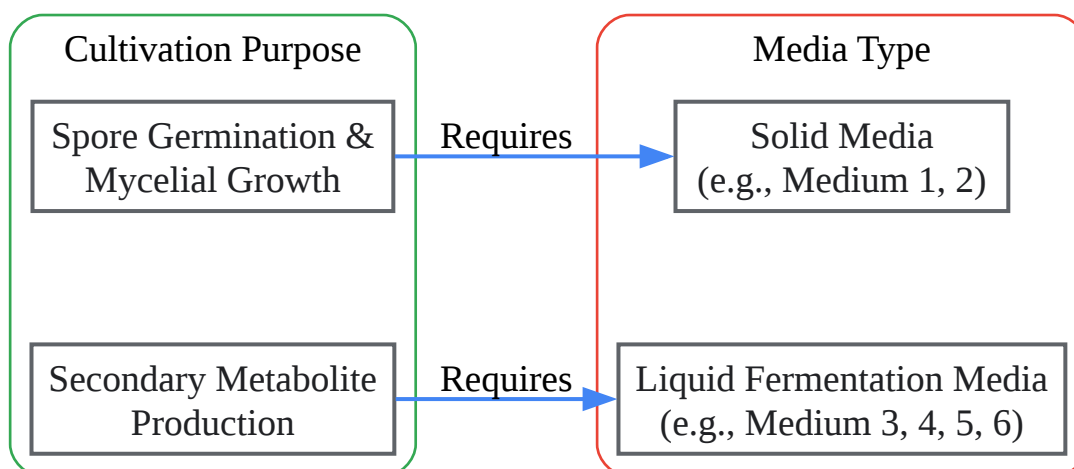 Cultivation Purpose
Media Type
Spore Germination &
Mycelial Growth
Requires
Solid Media
(e.g., Medium 1, 2)
Secondary Metabolite
Production
Requires
Liquid Fermentation Media
(e.g., Medium 3, 4, 5, 6)